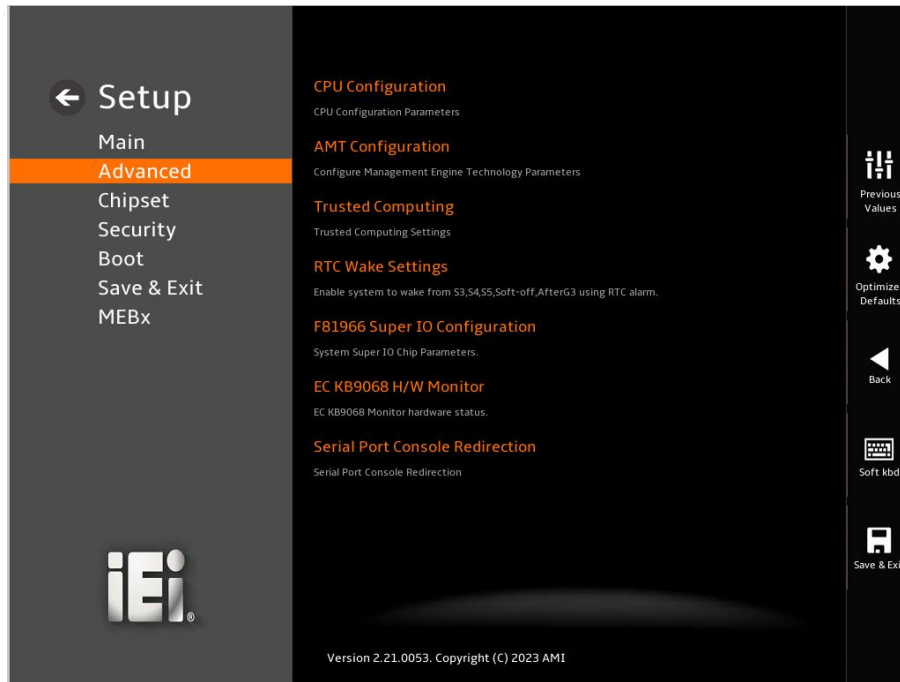 Setup
Main
Advanced
Chipset
Security
Boot
Save & Exit
MEBx
iEi®
CPU Configuration
CPU Configuration Parameters
AMT Configuration
Configure Management Engine Technology Parameters
Trusted Computing
Trusted Computing Settings
RTC Wake Settings
Enable system to wake from S3,S4,S5,Soft-off,AfterG3 using RTC alarm.
F81966 Super IO Configuration
System Super IO Chip Parameters.
EC KB9068 H/W Monitor
EC KB9068 Monitor hardware status.
Serial Port Console Redirection
Serial Port Console Redirection
Version 2.21.0053. Copyright (C) 2023 AMI
Previous
Values
Optimize
Defaults
Back
Soft kbd
Save & Exi